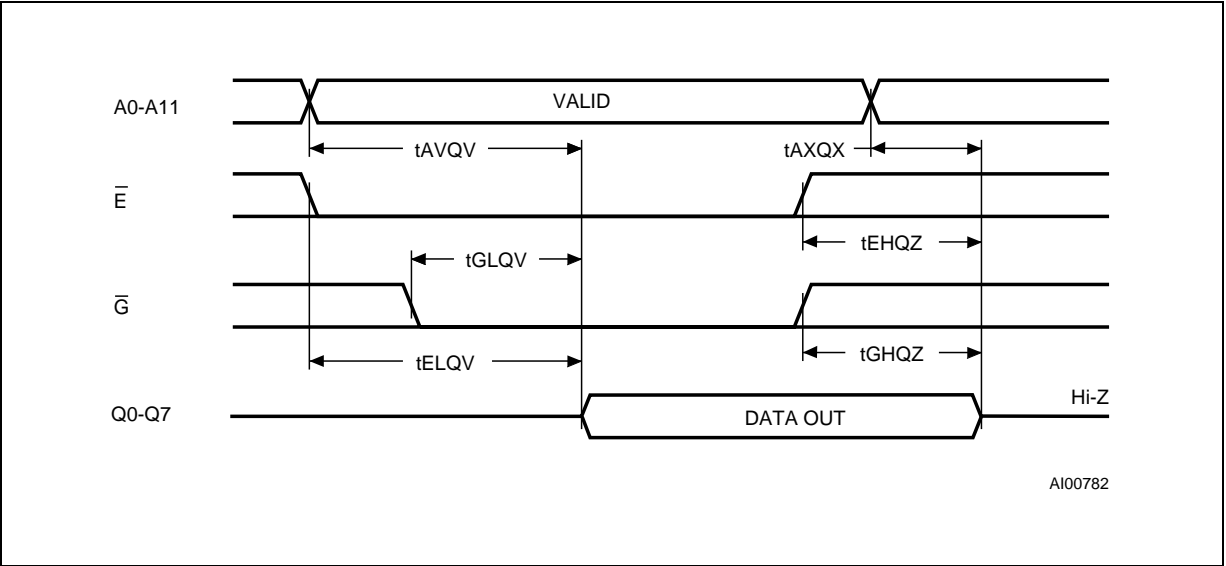 A0-A11
VALID
tAVQV
tAXQX
E̅
tEHQZ
tGLQV
G̅
tGHQZ
tELQV
Q0-Q7
DATA OUT
Hi-Z
AI00782